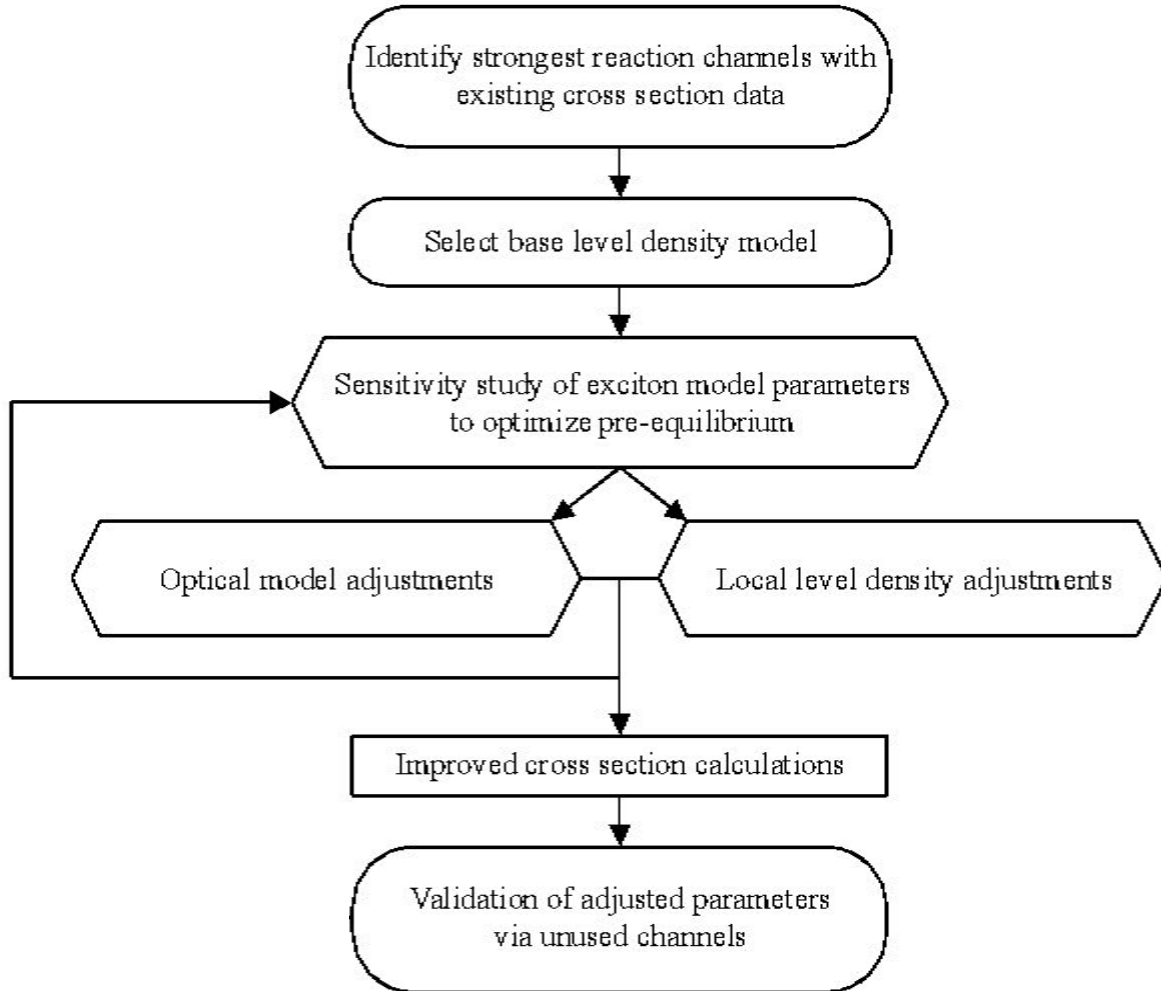 Identify strongest reaction channels with
existing cross section data
Select base level density model
Sensitivity study of exciton model parameters
to optimize pre-equilibrium
Optical model adjustments
Local level density adjustments
Improved cross section calculations
Validation of adjusted parameters
via unused channels